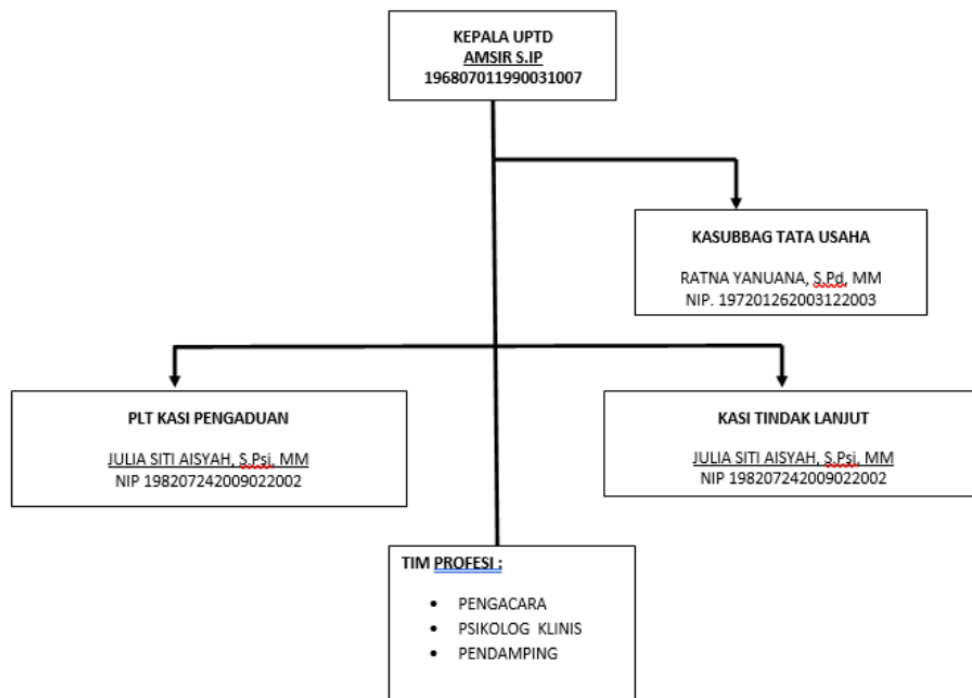 KEPALA UPTD
AMSIR S.IP
196807011990031007
KASUBBAG TATA USAHA
RATNA YANUANA, S.Pd, MM
NIP. 197201262003122003
PLT KASI PENGADUAN
JULIA SITI AISYAH, S.Psi, MM
NIP 198207242009022002
KASI TINDAK LANJUT
JULIA SITI AISYAH, S.Psi, MM
NIP 198207242009022002
TIM PROFESI :
• PENGACARA
• PSIKOLOG KLINIS
• PENDAMPING